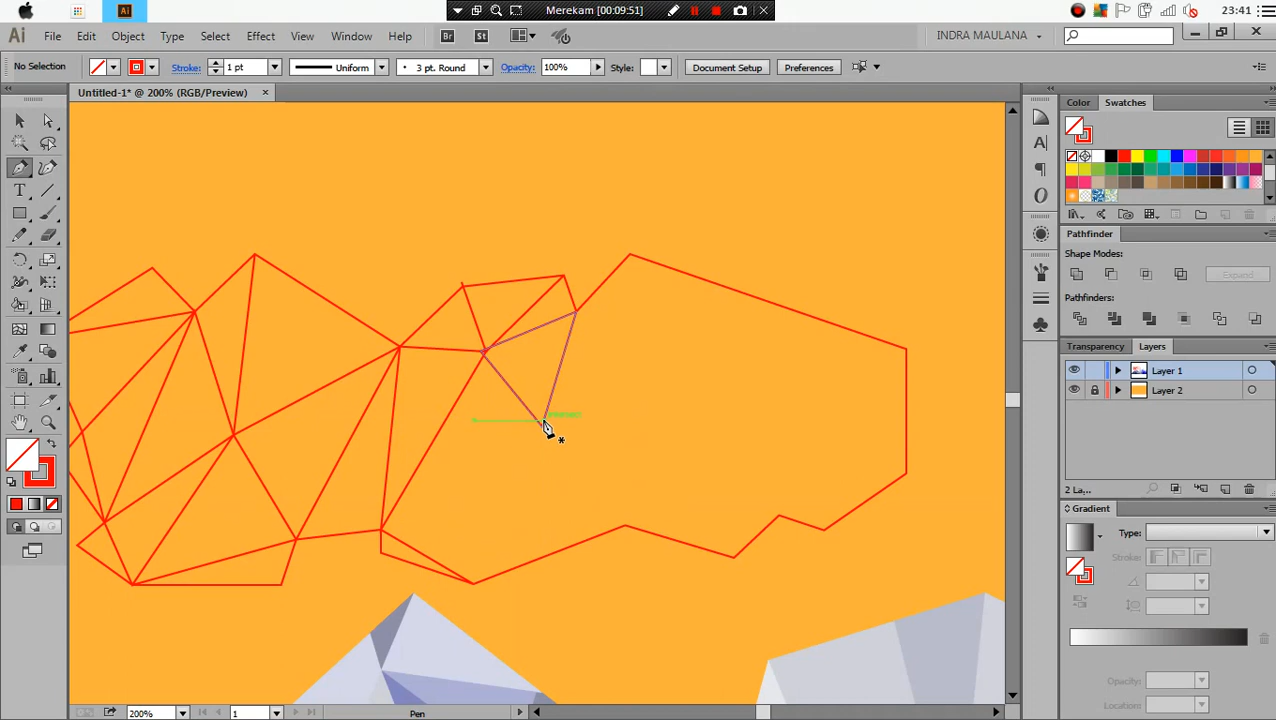 Merekam [00:09:51]
23:41
Ai File Edit Object Type Select Effect View Window Help Br St INDRA MAULANA
No Selection Stroke: 1 pt Uniform 3 pt. Round Opacity: 100% Style: Document Setup Preferences
Untitled-1* @ 200% (RGB/Preview)
Color Swatches
Pathfinder
Shape Modes:
Expand
Pathfinders:
Transparency Layers
Layer 1
Layer 2
2 La...
Gradient
Type:
Stroke:
Opacity:
Location:
200% 1 Pen